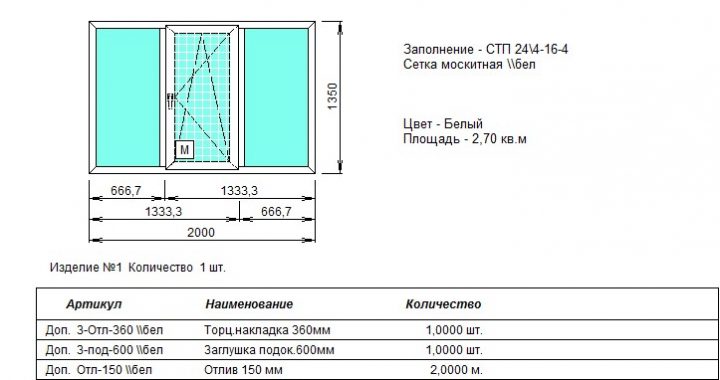 Заполнение - СТП 24\4-16-4
Сетка москитная \\бел
1350
Цвет - Белый
Площадь - 2,70 кв.м
М
666,7 1333,3
1333,3 666,7
2000
Изделие №1 Количество 1 шт.
Артикул Наименование Количество
Доп. З-Отл-360 \\бел Торц.накладка 360мм 1,0000 шт.
Доп. З-под-600 \\бел Заглушка подок.600мм 1,0000 шт.
Доп. Отл-150 \\бел Отлив 150 мм 2,0000 м.